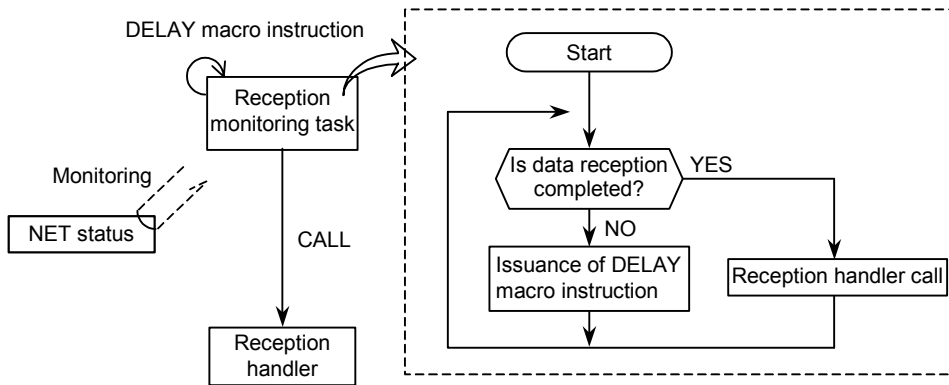 DELAY macro instruction
Reception
monitoring task
Monitoring
NET status
CALL
Reception
handler
Start
Is data reception
completed?
YES
NO
Issuance of DELAY
macro instruction
Reception handler call